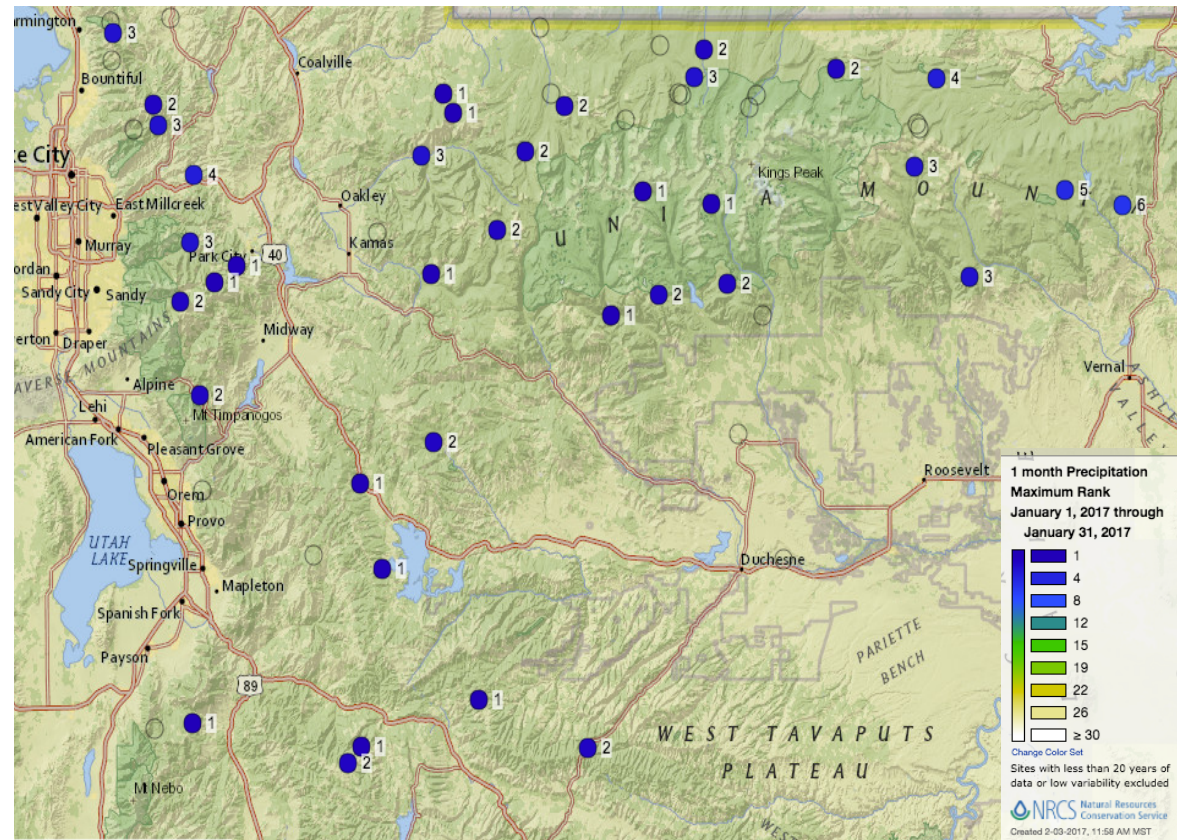 rmington
3
Bountiful
Coalville
2
3
2
4
1
1
2
2
3
e City
3
2
Kings Peak
3
4
Oakley
1
1
M O U N
5
6
est Valley City
East Millcreek
U N I A
2
Murray
3
Park City
40
Kamas
ordan
1
1
1
Sandy City
Sandy
2
2
2
3
1
erton
Draper
Midway
AVERSE MOUNTAINS
Alpine
2
Vernal
Lehi
Mt Timpanogos
American Fork
Pleasant Grove
2
Orem
1
Roosevelt
Provo
UTAH
LAKE
Springville
1
Duchesne
Mapleton
Spanish Fork
Payson
PARIETTE
BENCH
89
1
1
1
2
2
WEST TAVAPUTS
PLATEAU
Mt Nebo
1 month Precipitation
Maximum Rank
January 1, 2017 through
January 31, 2017
1
4
8
12
15
19
22
26
≥ 30
Change Color Set
Sites with less than 20 years of
data or low variability excluded
NRCS Natural Resources
Conservation Service
Created 2-03-2017, 11:58 AM MST